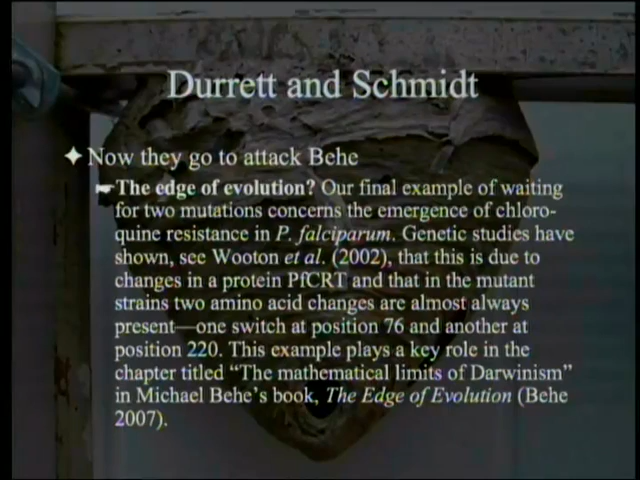 Durrett and Schmidt
Now they go to attack Behe
The edge of evolution? Our final example of waiting
for two mutations concerns the emergence of chloro-
quine resistance in P. falciparum. Genetic studies have
shown, see Wooton et al. (2002), that this is due to
changes in a protein PfCRT and that in the mutant
strains two amino acid changes are almost always
present—one switch at position 76 and another at
position 220. This example plays a key role in the
chapter titled “The mathematical limits of Darwinism”
in Michael Behe’s book, The Edge of Evolution (Behe
2007).